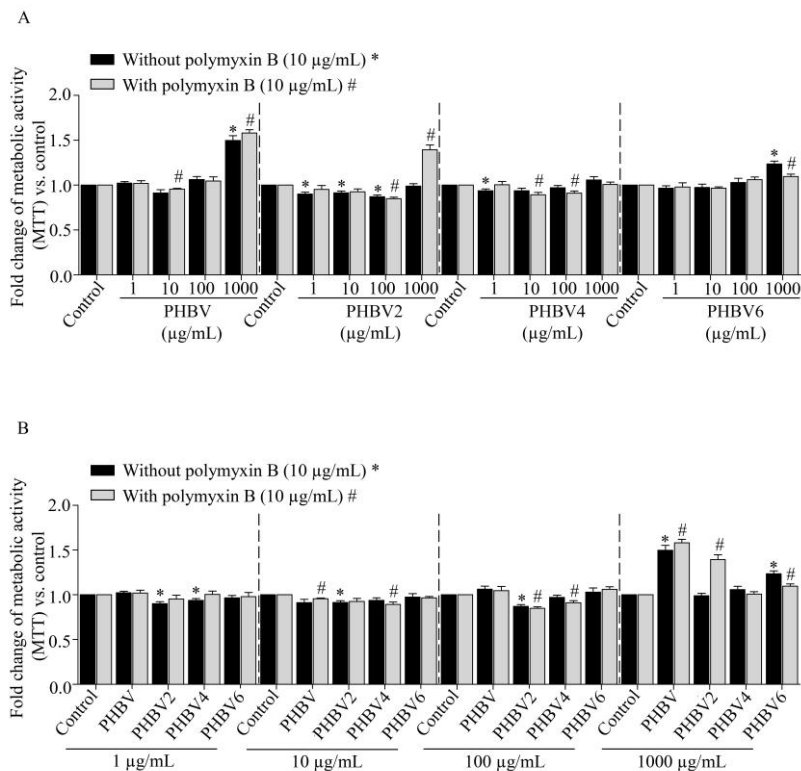 A
Without polymyxin B (10 µg/mL) *
With polymyxin B (10 µg/mL) #
Fold change of metabolic activity
(MTT) vs. control
2.0
1.5
1.0
0.5
0.0
* # # * * * # # * # # * #
Control 1 10 100 1000 Control 1 10 100 1000 Control 1 10 100 1000 Control 1 10 100 1000
PHBV PHBV2 PHBV4 PHBV6
(µg/mL) (µg/mL) (µg/mL) (µg/mL)
B
Without polymyxin B (10 µg/mL) *
With polymyxin B (10 µg/mL) #
Fold change of metabolic activity
(MTT) vs. control
2.0
1.5
1.0
0.5
0.0
* * # * # * # # * # # * #
Control PHBV PHBV2 PHBV4 PHBV6 Control PHBV PHBV2 PHBV4 PHBV6 Control PHBV PHBV2 PHBV4 PHBV6 Control PHBV PHBV2 PHBV4 PHBV6
1 µg/mL 10 µg/mL 100 µg/mL 1000 µg/mL